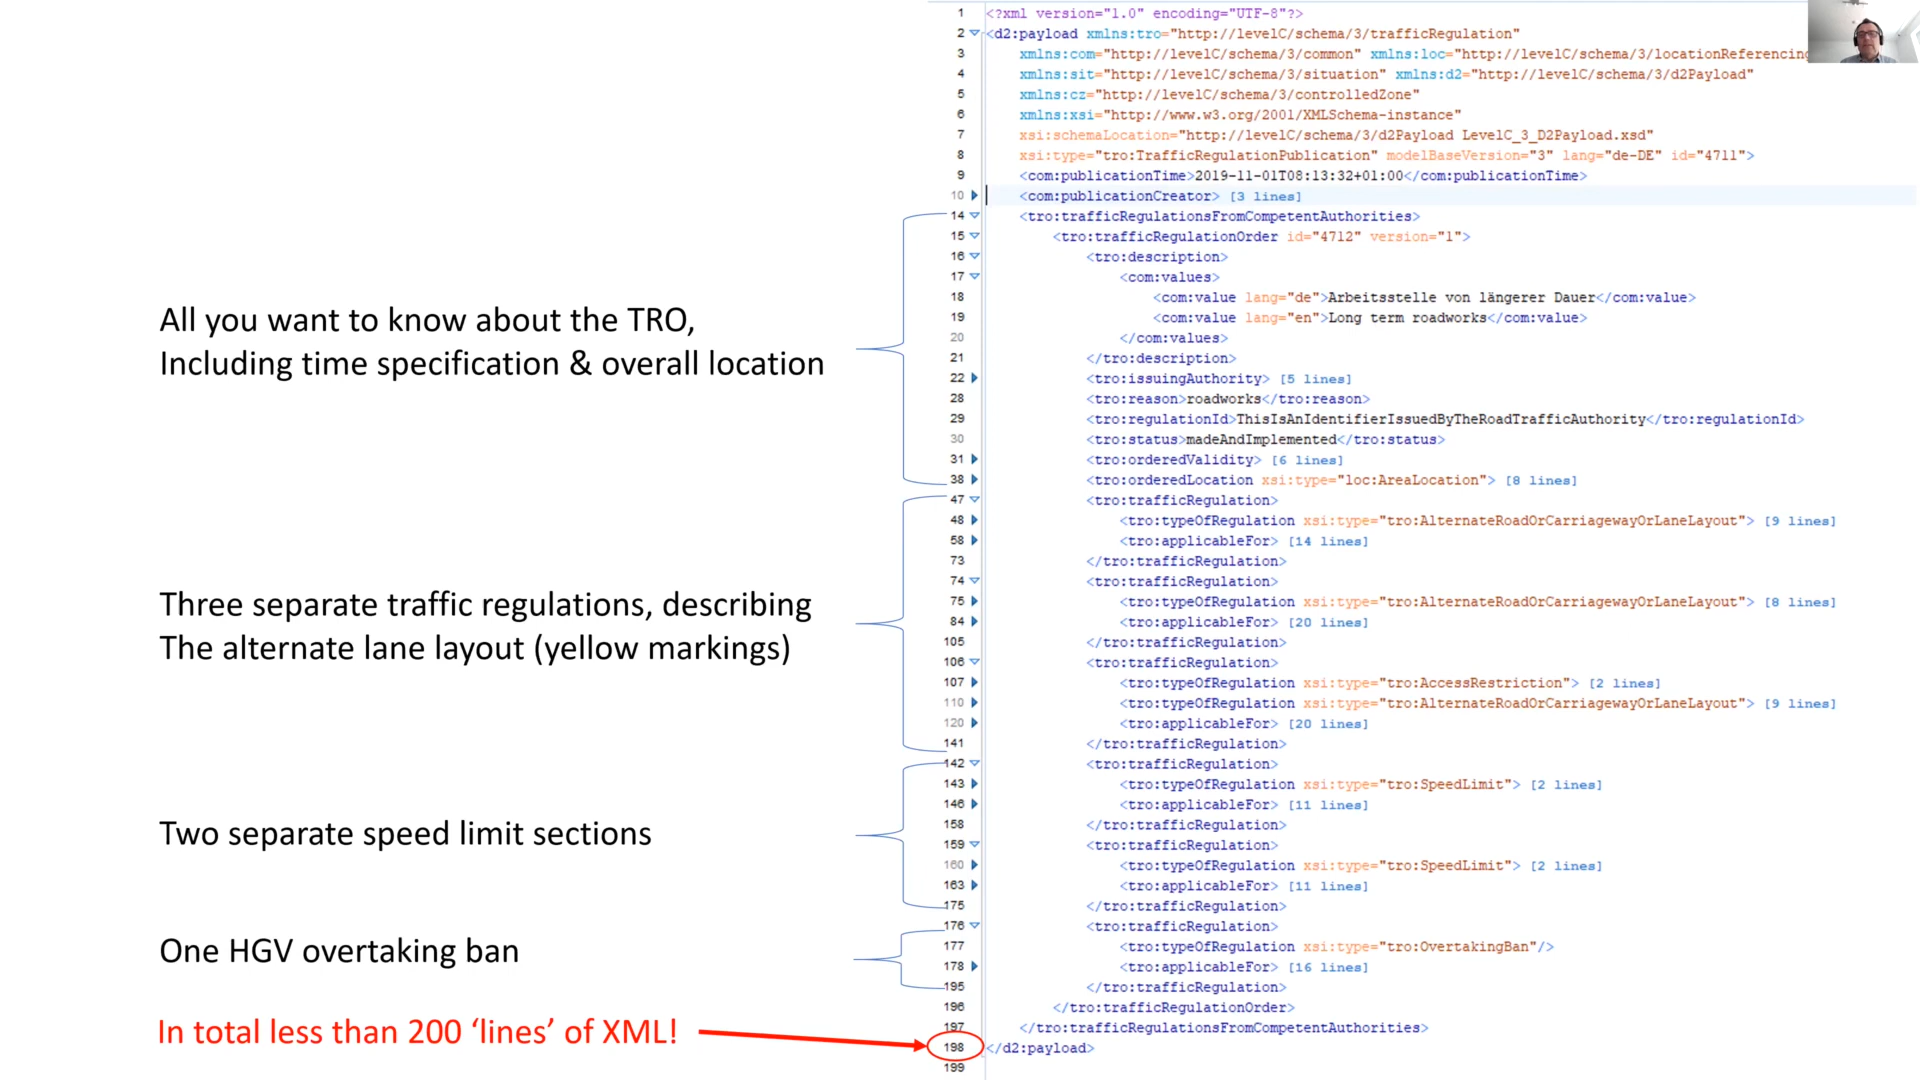 All you want to know about the TRO,
Including time specification & overall location
Three separate traffic regulations, describing
The alternate lane layout (yellow markings)
Two separate speed limit sections
One HGV overtaking ban
In total less than 200 ‘lines’ of XML!
1 <?xml version="1.0" encoding="UTF-8"?>
2 <d2:payload xmlns:tro="http://levelC/schema/3/trafficRegulation"
3 xmlns:com="http://levelC/schema/3/common" xmlns:loc="http://levelC/schema/3/locationReferencing
4 xmlns:sit="http://levelC/schema/3/situation" xmlns:d2="http://levelC/schema/3/d2Payload"
5 xmlns:cz="http://levelC/schema/3/controlledZone"
6 xmlns:xsi="http://www.w3.org/2001/XMLSchema-instance"
7 xsi:schemaLocation="http://levelC/schema/3/d2Payload LevelC_3_D2Payload.xsd"
8 xsi:type="tro:TrafficRegulationPublication" modelBaseVersion="3" lang="de-DE" id="4711">
9 <com:publicationTime>2019-11-01T08:13:32+01:00</com:publicationTime>
10 <com:publicationCreator> [3 lines]
14 <tro:trafficRegulationsFromCompetentAuthorities>
15 <tro:trafficRegulationOrder id="4712" version="1">
16 <tro:description>
17 <com:values>
18 <com:value lang="de">Arbeitsstelle von längerer Dauer</com:value>
19 <com:value lang="en">Long term roadworks</com:value>
20 </com:values>
21 </tro:description>
22 <tro:issuingAuthority> [5 lines]
28 <tro:reason>roadworks</tro:reason>
29 <tro:regulationId>ThisIsAnIdentifierIssuedByTheRoadTrafficAuthority</tro:regulationId>
30 <tro:status>madeAndImplemented</tro:status>
31 <tro:orderedValidity> [6 lines]
38 <tro:orderedLocation xsi:type="loc:AreaLocation"> [8 lines]
47 <tro:trafficRegulation>
48 <tro:typeOfRegulation xsi:type="tro:AlternateRoadOrCarriagewayOrLaneLayout"> [9 lines]
58 <tro:applicableFor> [14 lines]
73 </tro:trafficRegulation>
74 <tro:trafficRegulation>
75 <tro:typeOfRegulation xsi:type="tro:AlternateRoadOrCarriagewayOrLaneLayout"> [8 lines]
84 <tro:applicableFor> [20 lines]
105 </tro:trafficRegulation>
106 <tro:trafficRegulation>
107 <tro:typeOfRegulation xsi:type="tro:AccessRestriction"> [2 lines]
110 <tro:typeOfRegulation xsi:type="tro:AlternateRoadOrCarriagewayOrLaneLayout"> [9 lines]
120 <tro:applicableFor> [20 lines]
141 </tro:trafficRegulation>
142 <tro:trafficRegulation>
143 <tro:typeOfRegulation xsi:type="tro:SpeedLimit"> [2 lines]
146 <tro:applicableFor> [11 lines]
158 </tro:trafficRegulation>
159 <tro:trafficRegulation>
160 <tro:typeOfRegulation xsi:type="tro:SpeedLimit"> [2 lines]
163 <tro:applicableFor> [11 lines]
175 </tro:trafficRegulation>
176 <tro:trafficRegulation>
177 <tro:typeOfRegulation xsi:type="tro:OvertakingBan"/>
178 <tro:applicableFor> [16 lines]
195 </tro:trafficRegulation>
196 </tro:trafficRegulationOrder>
197 </tro:trafficRegulationsFromCompetentAuthorities>
198 </d2:payload>
199